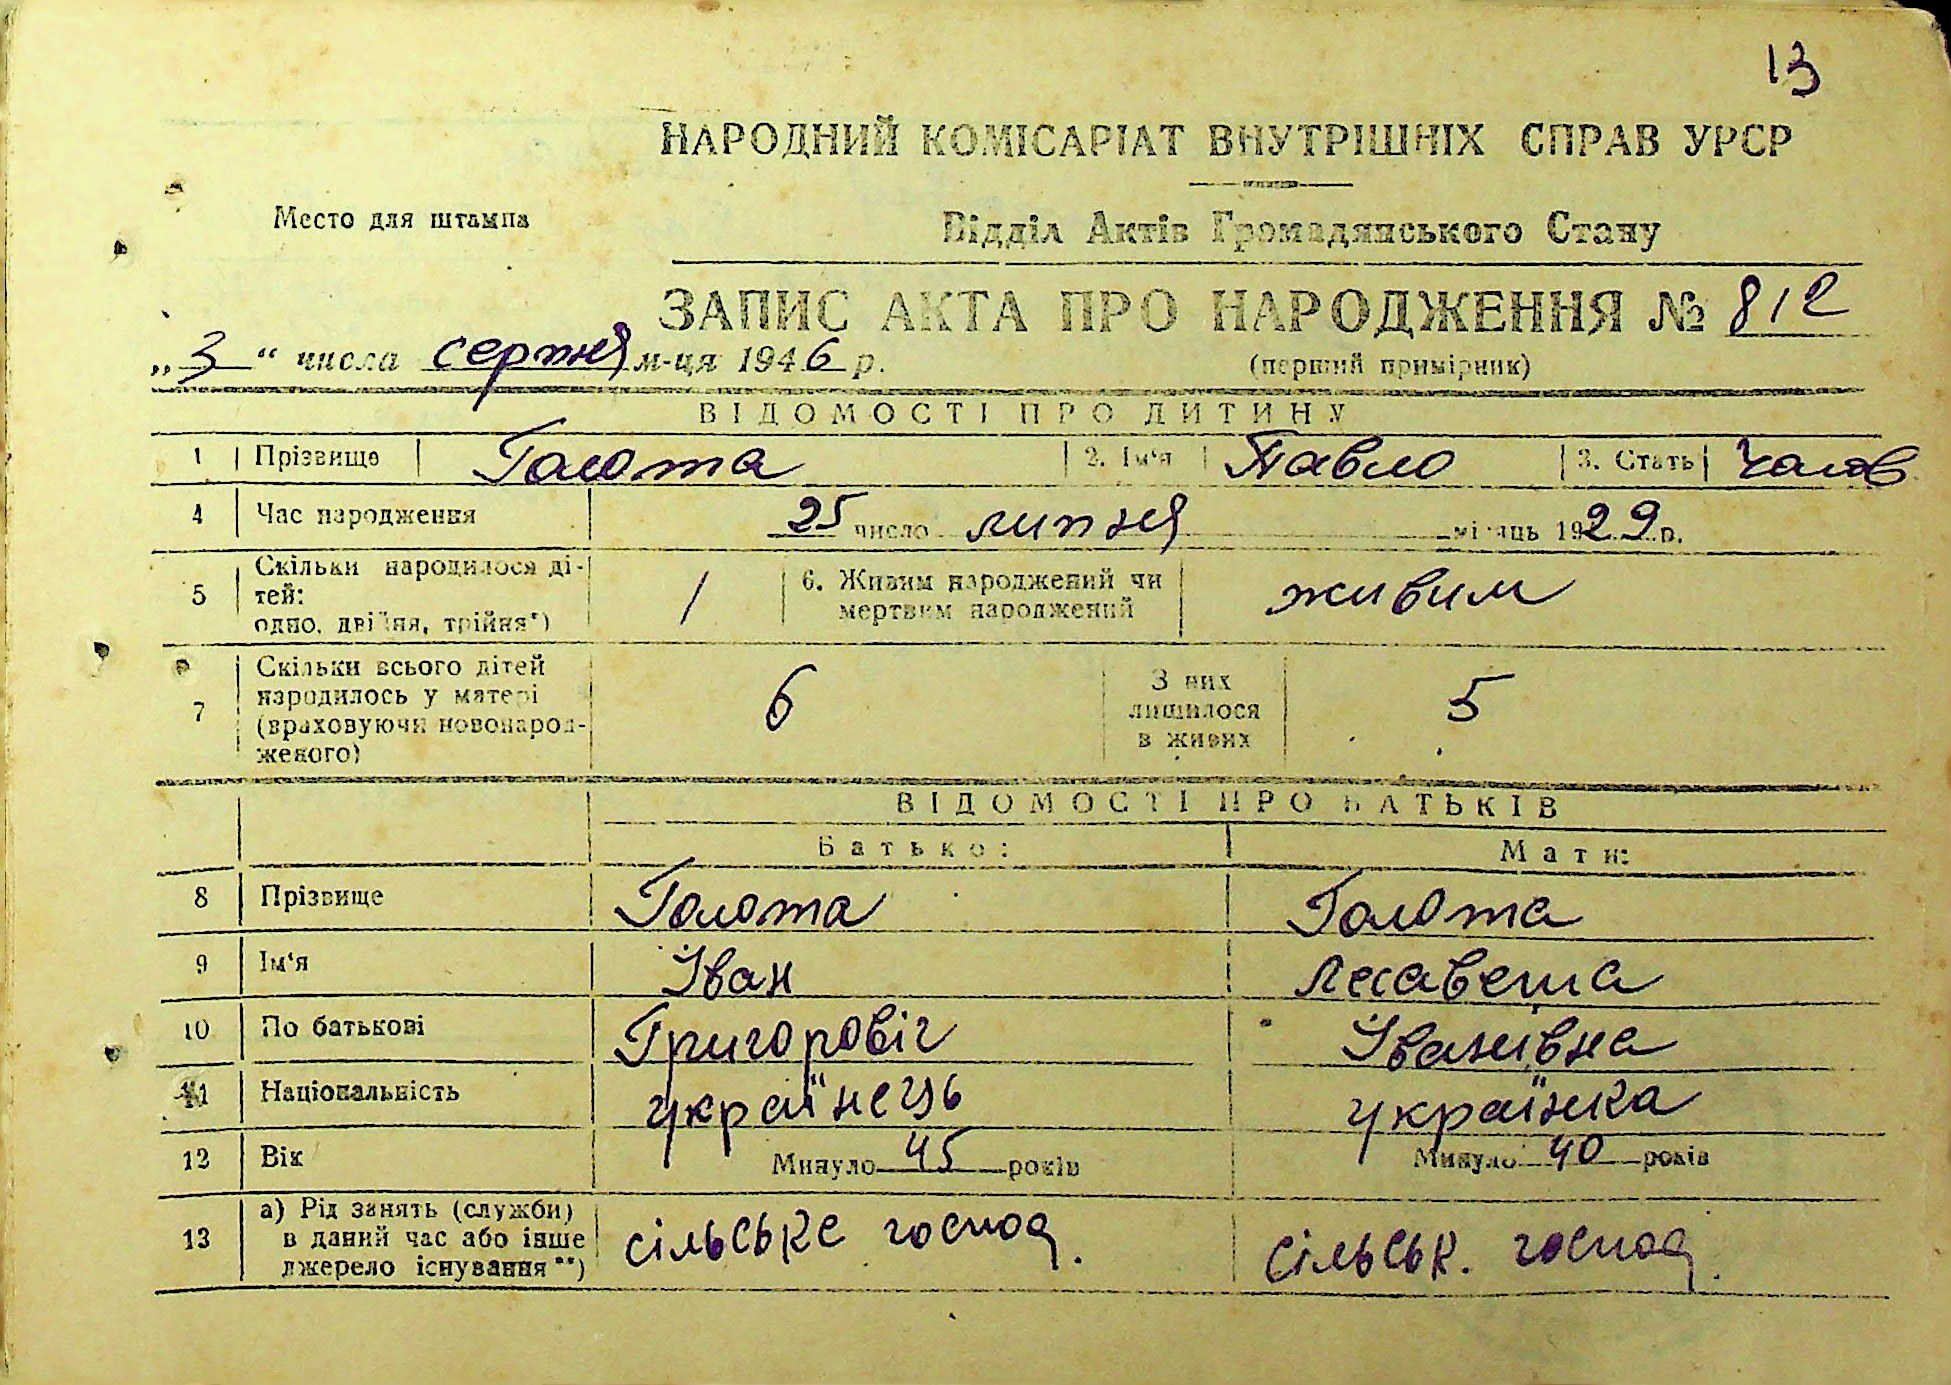 13
НАРОДНИЙ КОМІСАРІАТ ВНУТРІШНІХ СПРАВ УРСР
Место для штампа
Відділ Актів Громадянського Стану
ЗАПИС АКТА ПРО НАРОДЖЕННЯ № 812
„3“ числа серпня м-ця 1946 р.
(перший примірник)
ВІДОМОСТІ ПРО ДИТИНУ
1 Прізвище Голота 2. Ім'я Павло 3. Стать Чолов
4 Час народження 25 число липня місяць 1929 р.
5 Скільки народилося ді-
тей:
одно, двійня, трійня*) 1 6. Живим народжений чи
мертвим народжений живим
7 Скільки всього дітей
народилось у матері
(враховуючи новонарод-
женого) 6 З них
лишилося
в живих 5
ВІДОМОСТІ ПРО БАТЬКІВ
Батько: Мати:
8 Прізвище Голота Голота
9 Ім'я Іван Лісавета
10 По батькові Григоровіч Іванівна
11 Національність українець українка
12 Вік Минуло 45 років Минуло 40 років
13 а) Рід занять (служби)
в даний час або інше
джерело існування**) сільське господ. сільськ. господ.